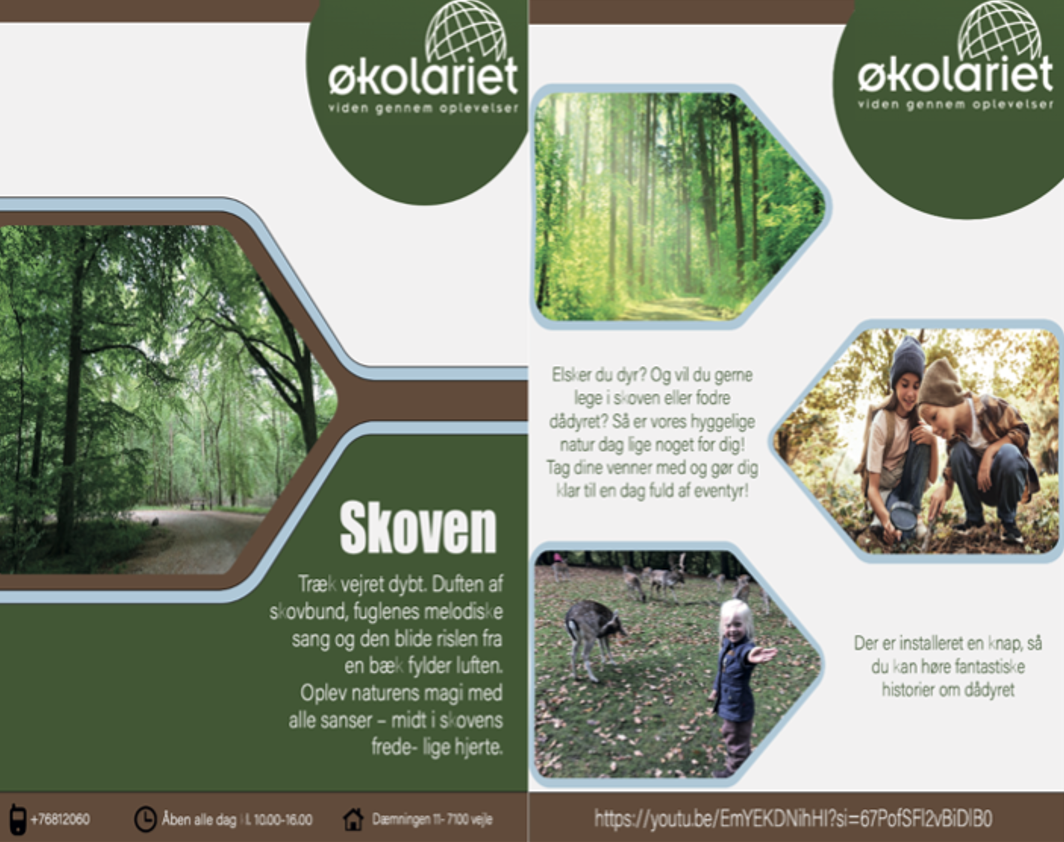 økolariet
viden gennem oplevelser
Skoven
Træk vejret dybt. Duften af
skovbund, fuglenes melodiske
sang og den blide rislen fra
en bæk fylder luften.
Oplev naturens magi med
alle sanser – midt i skovens
frede- lige hjerte.
+76812060
Åben alle dag kl. 10.00-16.00
Dæmningen 11- 7100 vejle
økolariet
viden gennem oplevelser
Elsker du dyr? Og vil du gerne
lege i skoven eller fodre
dådyret? Så er vores hyggelige
natur dag lige noget for dig!
Tag dine venner med og gør dig
klar til en dag fuld af eventyr!
Der er installeret en knap, så
du kan høre fantastiske
historier om dådyret
https://youtu.be/EmYEKDNihHI?si=67PofSFl2vBiDlB0